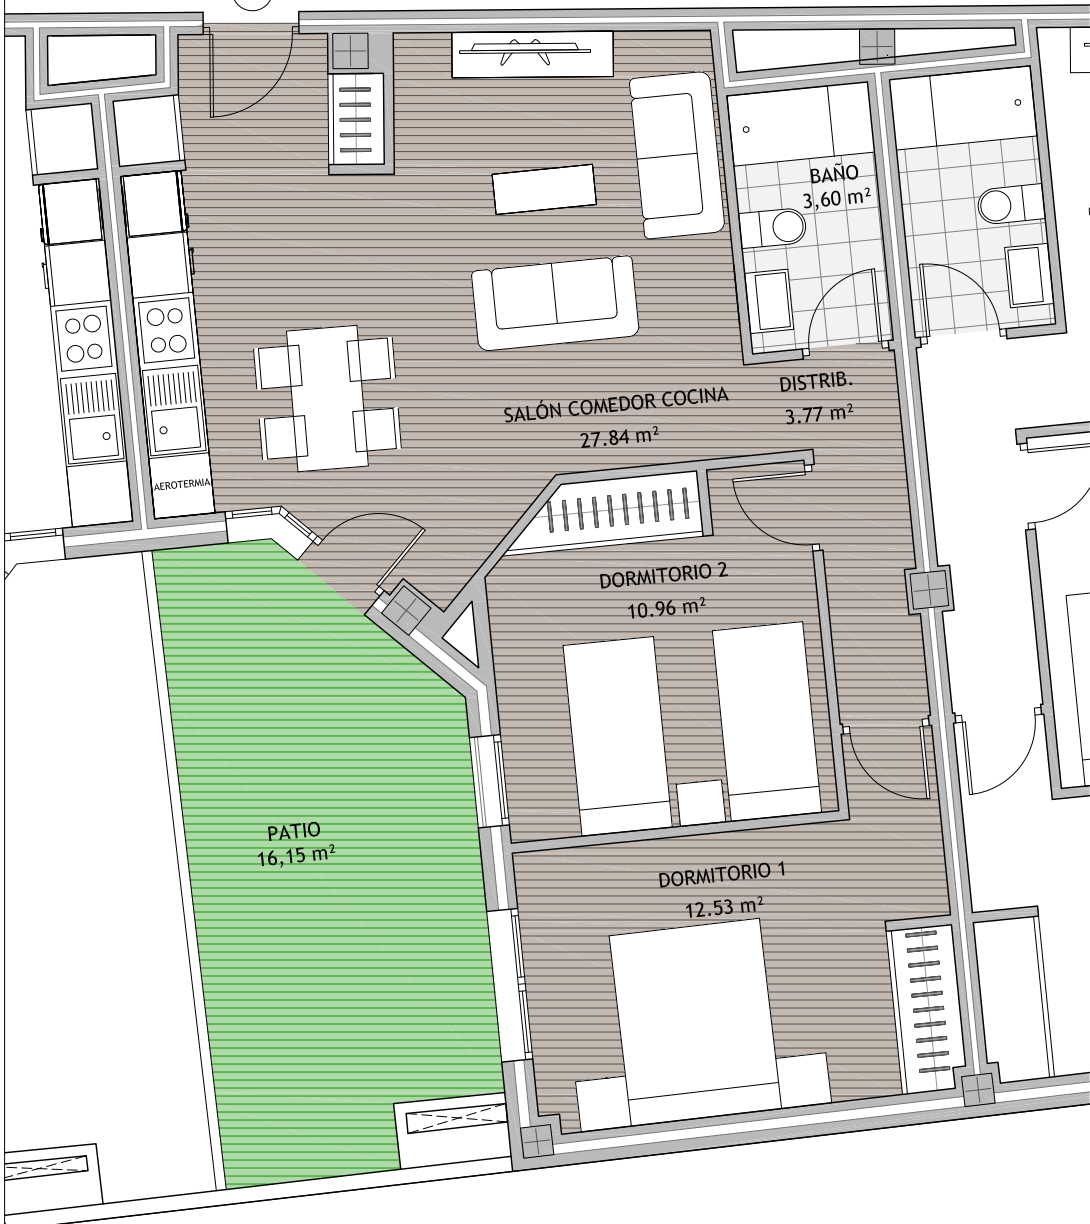 BAÑO
3,60 m²
DISTRIB.
3.77 m²
SALÓN COMEDOR COCINA
27.84 m²
AEROTERMIA
DORMITORIO 2
10.96 m²
PATIO
16,15 m²
DORMITORIO 1
12.53 m²